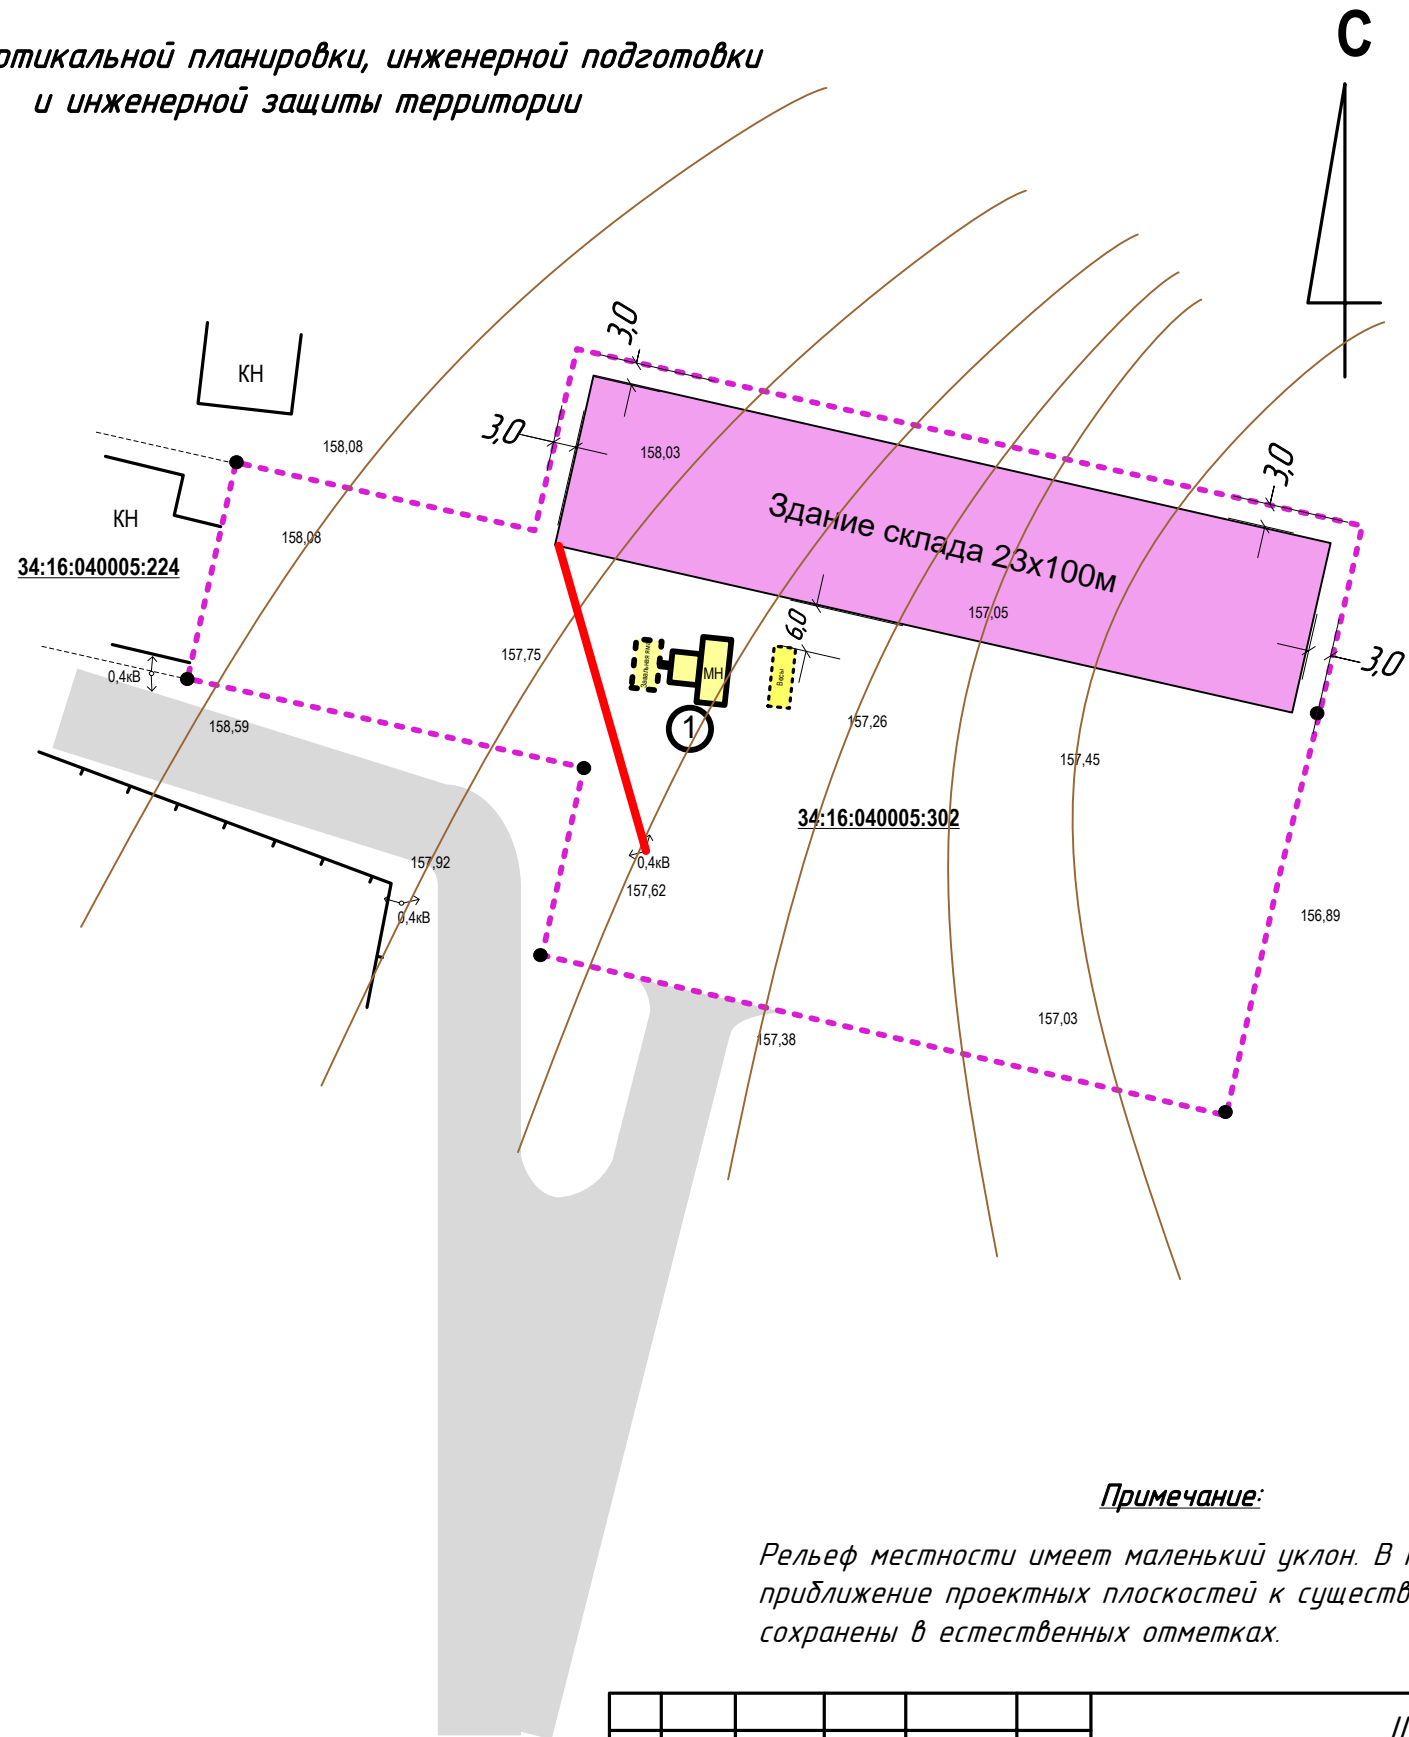 С
ртикальной планировки, инженерной подготовки
и инженерной защиты территории
3,0
КН
3,0
158,08
158,03
3,0
Здание склада 23х100м
КН
158,08
34:16:040005:224
157,05
6,0
157,75
Завальная яма
МН
Весы
3,0
0,4кВ
158,59
1
157,26
157,45
34:16:040005:302
157,92
0,4кВ
157,62
0,4кВ
156,89
157,03
157,38
Примечание:
Рельеф местности имеет маленький уклон. В
приближение проектных плоскостей к существ
сохранены в естественных отметках.